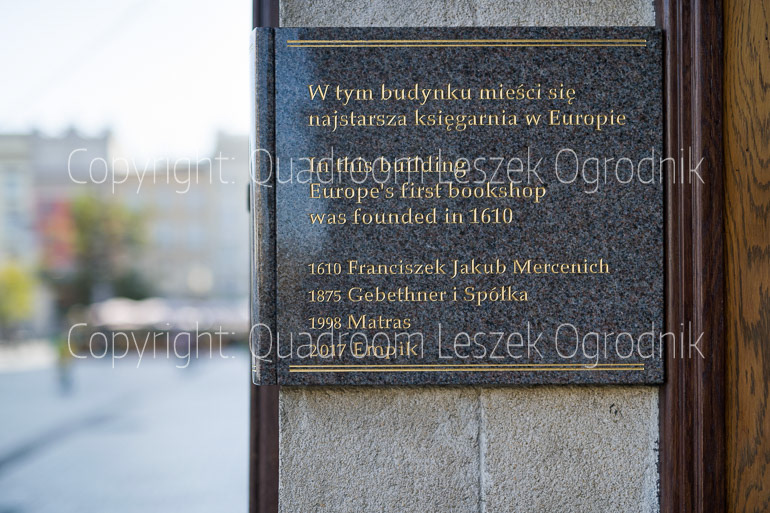 W tym budynku mieści się
najstarsza księgarnia w Europie
In this building
Copyright, Quadroom Leszek Ogrodnik
Europe's first bookshop
was founded in 1610
1610 Franciszek Jakub Mercenich
1875 Gebethner i Spółka
1998 Matras
Copyright, Quadroom Leszek Ogrodnik
2017 Empik